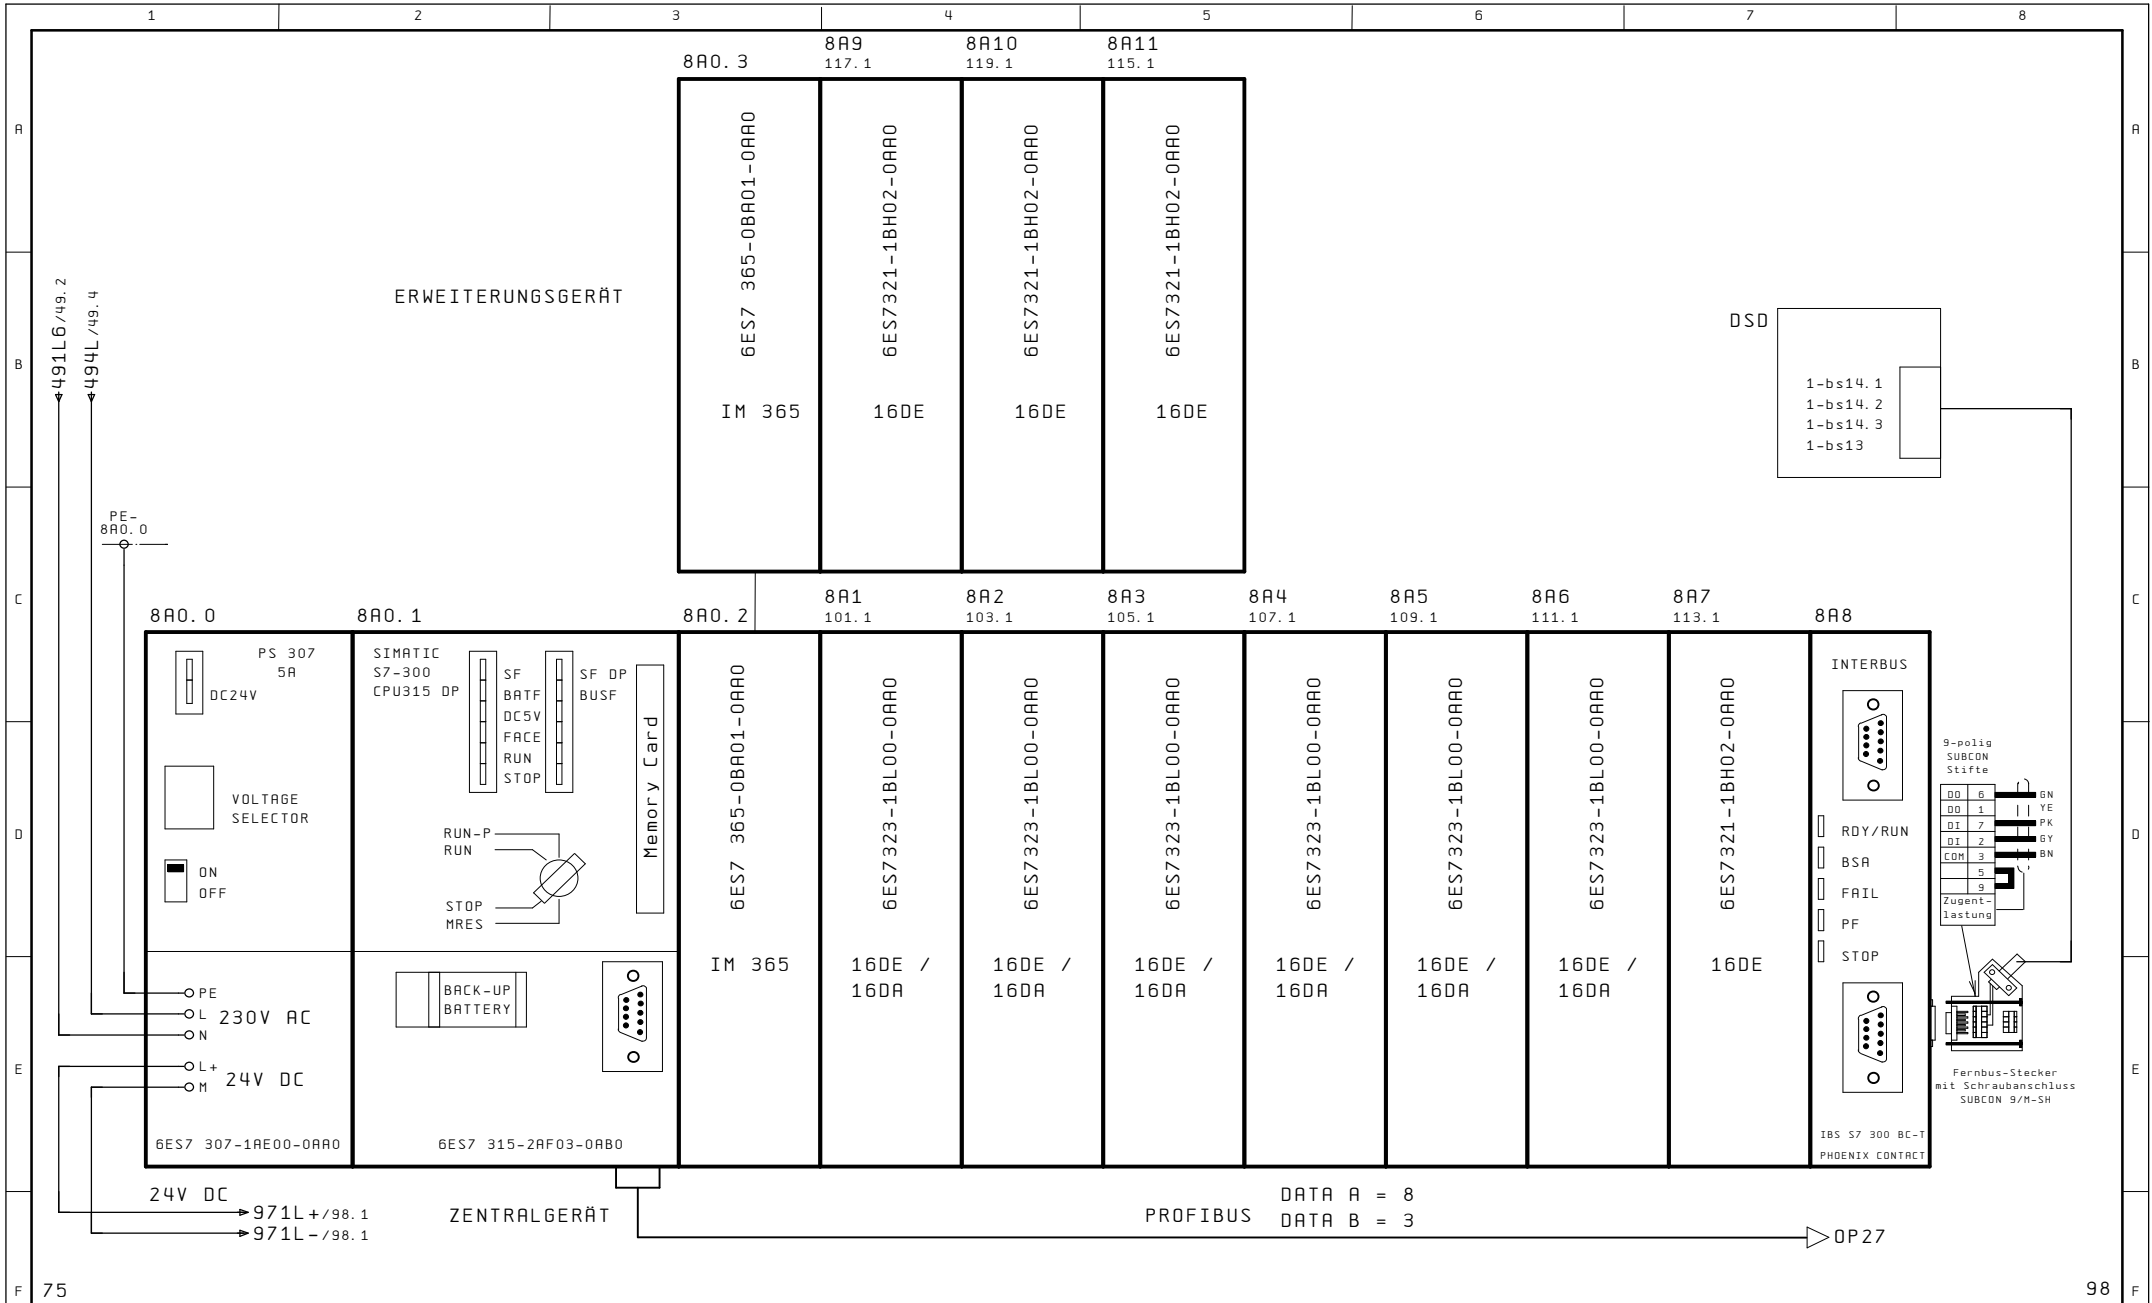 1 2 3 4 5 6 7 8
8A0.3
8A9
117.1
8A10
119.1
8A11
115.1
A
A
6ES7 365-0BA01-0AA0
6ES7321-1BH02-0AA0
6ES7321-1BH02-0AA0
6ES7321-1BH02-0AA0
ERWEITERUNGSGERÄT
491L6/49.2
494L/49.4
B
B
IM 365
16DE
16DE
16DE
DSD
1-bs14.1
1-bs14.2
1-bs14.3
1-bs13
PE-
8A0.0
C
C
8A0.0
8A0.1
8A0.2
8A1
101.1
8A2
103.1
8A3
105.1
8A4
107.1
8A5
109.1
8A6
111.1
8A7
113.1
8A8
PS 307
5A
DC24V
VOLTAGE
SELECTOR
ON
OFF
SIMATIC
S7-300
CPU315 DP
SF
BATF
DC5V
FACE
RUN
STOP
SF DP
BUSF
Memory Card
RUN-P
RUN
STOP
MRES
6ES7 365-0BA01-0AA0
6ES7323-1BL00-0AA0
6ES7323-1BL00-0AA0
6ES7323-1BL00-0AA0
6ES7323-1BL00-0AA0
6ES7323-1BL00-0AA0
6ES7323-1BL00-0AA0
6ES7321-1BH02-0AA0
INTERBUS
RDY/RUN
BSA
FAIL
PF
STOP
D
D
9-polig
SUBCON
Stifte
DO 6 GN
DO 1 YE
DI 7 PK
DI 2 GY
COM 3 BN
5
9
Zugent-
lastung
IM 365
16DE /
16DA
16DE /
16DA
16DE /
16DA
16DE /
16DA
16DE /
16DA
16DE /
16DA
16DE
PE
L
230V AC
N
L+
24V DC
M
BACK-UP
BATTERY
E
E
Fernbus-Stecker
mit Schraubanschluss
SUBCON 9/M-SH
6ES7 307-1AE00-0AA0
6ES7 315-2AF03-0AB0
IBS S7 300 BC-T
PHOENIX CONTACT
24V DC
971L+/98.1
971L-/98.1
ZENTRALGERÄT
PROFIBUS
DATA A = 8
DATA B = 3
OP27
F
75
98
F